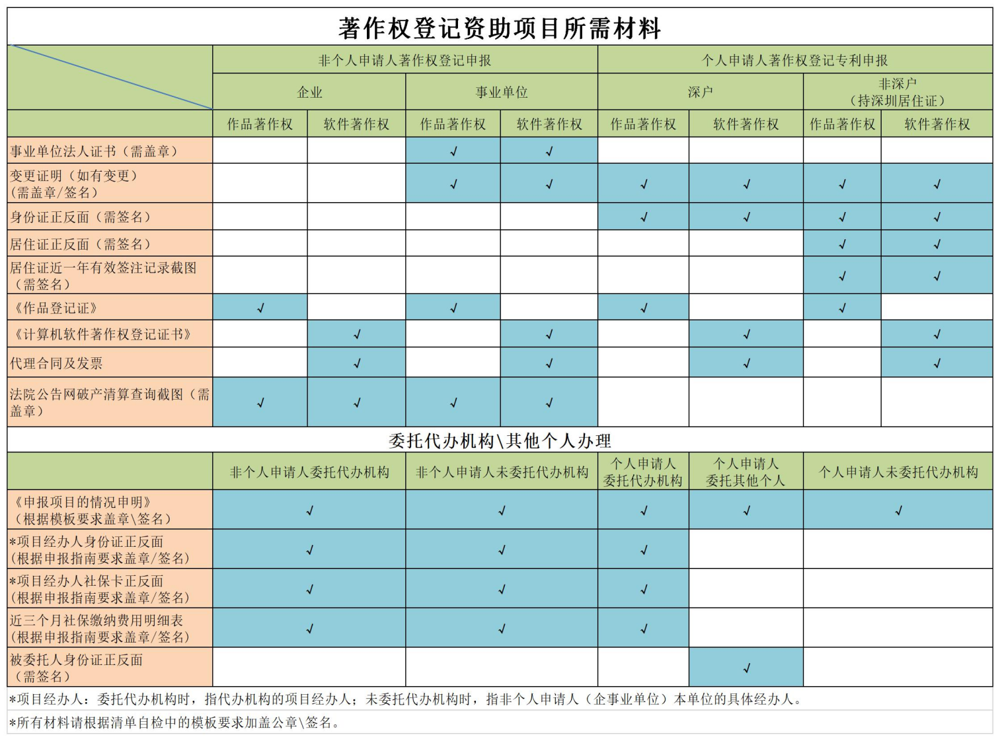 著作权登记资助项目所需材料
非个人申请人著作权登记申报 个人申请人著作权登记专利申报
企业 事业单位 深户 非深户
（持深圳居住证）
作品著作权 软件著作权 作品著作权 软件著作权 作品著作权 软件著作权 作品著作权 软件著作权
事业单位法人证书（需盖章） √ √
变更证明（如有变更）
(需盖章/签名） √ √ √ √ √ √
身份证正反面（需签名） √ √ √ √
居住证正反面（需签名） √ √
居住证近一年有效签注记录截图
（需签名） √ √
《作品登记证》 √ √ √ √
《计算机软件著作权登记证书》 √ √ √ √
代理合同及发票 √ √ √ √
法院公告网破产清算查询截图（需
盖章） √ √ √ √
委托代办机构\其他个人办理
非个人申请人委托代办机构 非个人申请人未委托代办机构 个人申请人
委托代办机构 个人申请人
委托其他个人 个人申请人未委托代办机构
《申报项目的情况申明》
（根据模板要求盖章\签名） √ √ √ √ √
*项目经办人身份证正反面
(根据申报指南要求盖章/签名) √ √ √
*项目经办人社保卡正反面
(根据申报指南要求盖章/签名) √ √ √
近三个月社保缴纳费用明细表
(根据申报指南要求盖章/签名) √ √ √
被委托人身份证正反面
（需签名） √
*项目经办人：委托代办机构时，指代办机构的项目经办人；未委托代办机构时，指非个人申请人（企事业单位）本单位的具体经办人。
*所有材料请根据清单自检中的模板要求加盖公章\签名。